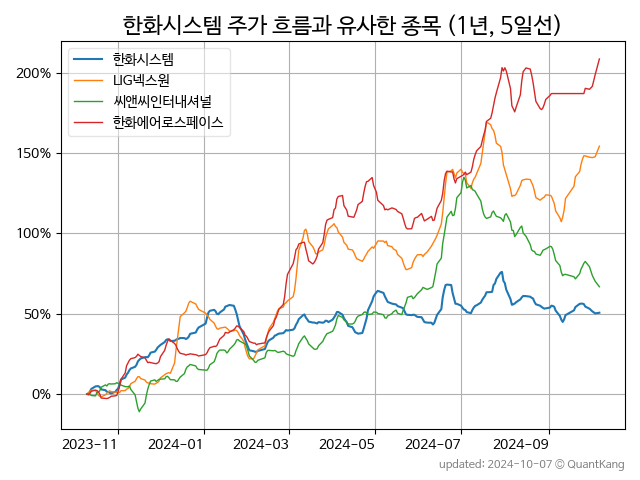 한화시스템 주가 흐름과 유사한 종목 (1년, 5일선)
한화시스템
LIG넥스원
씨앤씨인터내셔널
한화에어로스페이스
200%
150%
100%
50%
0%
2023-11 2024-01 2024-03 2024-05 2024-07 2024-09
updated: 2024-10-07 © QuantKang